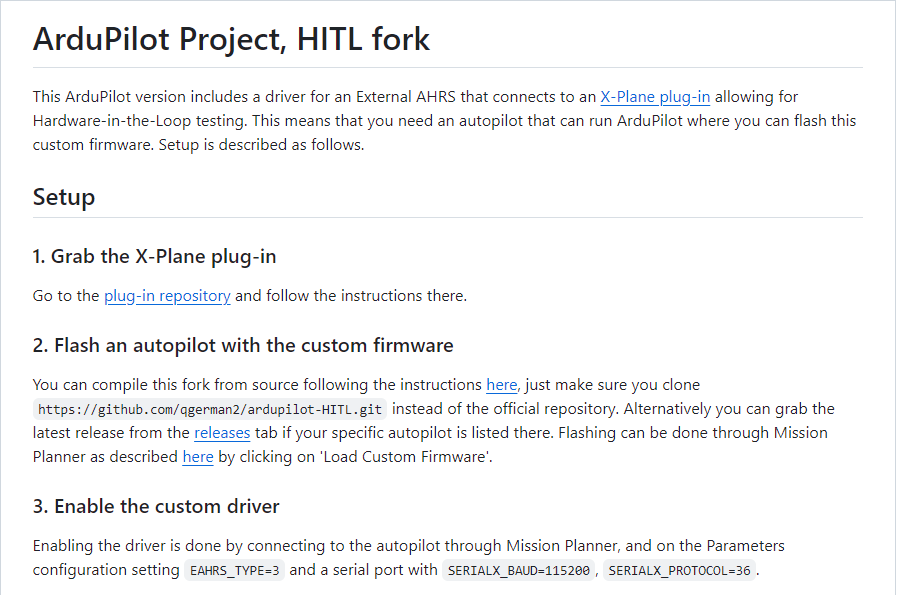 ArduPilot Project, HITL fork
This ArduPilot version includes a driver for an External AHRS that connects to an X-Plane plug-in allowing for
Hardware-in-the-Loop testing. This means that you need an autopilot that can run ArduPilot where you can flash this
custom firmware. Setup is described as follows.
Setup
1. Grab the X-Plane plug-in
Go to the plug-in repository and follow the instructions there.
2. Flash an autopilot with the custom firmware
You can compile this fork from source following the instructions here, just make sure you clone
https://github.com/qgerman2/ardupilot-HITL.git instead of the official repository. Alternatively you can grab the
latest release from the releases tab if your specific autopilot is listed there. Flashing can be done through Mission
Planner as described here by clicking on 'Load Custom Firmware'.
3. Enable the custom driver
Enabling the driver is done by connecting to the autopilot through Mission Planner, and on the Parameters
configuration setting EAHRS_TYPE=3 and a serial port with SERIALX_BAUD=115200, SERIALX_PROTOCOL=36.